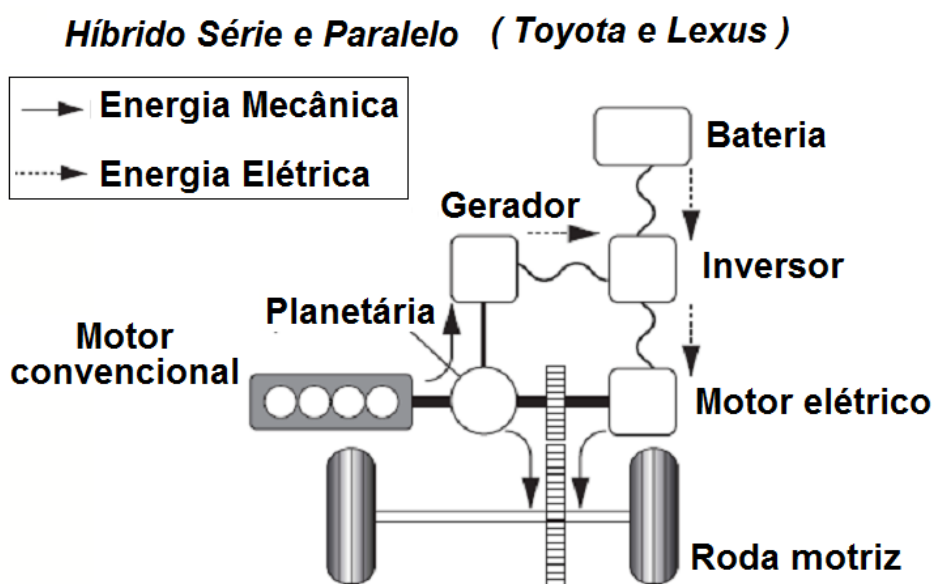 Híbrido Série e Paralelo ( Toyota e Lexus )
Energia Mecânica
Energia Elétrica
Bateria
Gerador
Inversor
Planetária
Motor
convencional
Motor elétrico
Roda motriz